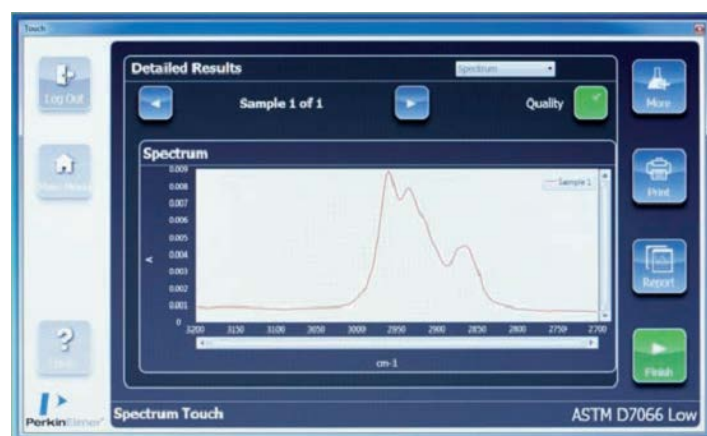 Touch
Detailed Results
Spectrum
Log Out
Sample 1 of 1
Quality
More
Spectrum
Sample 1
0.009
0.008
0.007
0.006
0.005
0.004
0.003
0.002
0.001
0
A
3200 3150 3100 3050 3000 2950 2900 2850 2800 2750 2700
cm-1
Print
Report
Finish
PerkinElmer
Spectrum Touch
ASTM D7066 Low